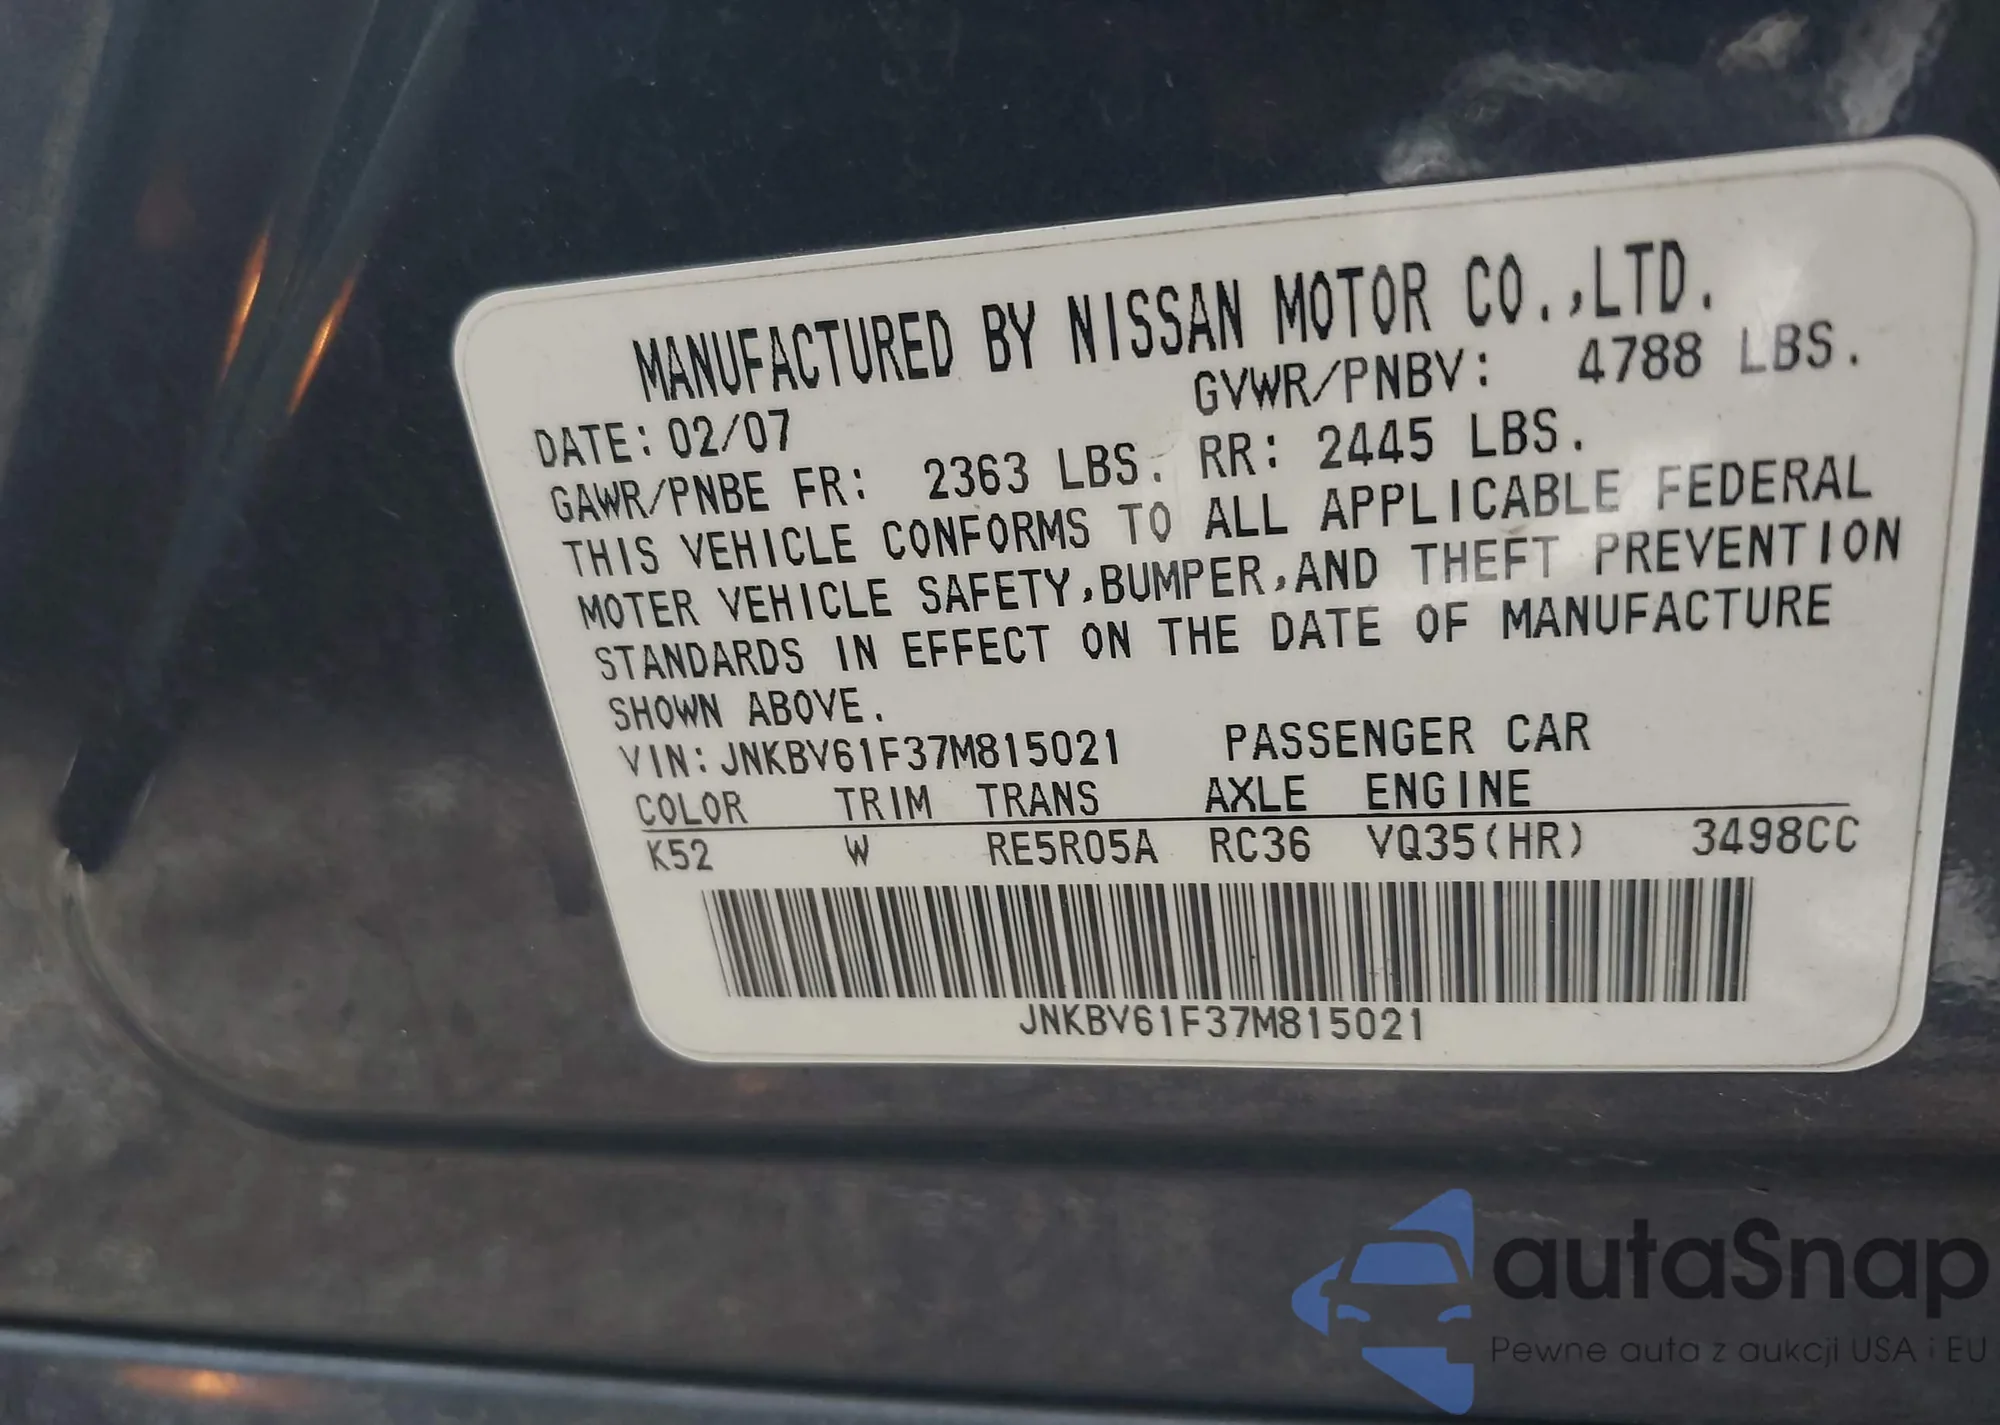 MANUFACTURED BY NISSAN MOTOR CO.,LTD.
DATE: 02/07 GVWR/PNBV: 4788 LBS.
GAWR/PNBE FR: 2363 LBS. RR: 2445 LBS.
THIS VEHICLE CONFORMS TO ALL APPLICABLE FEDERAL
MOTER VEHICLE SAFETY,BUMPER,AND THEFT PREVENTION
STANDARDS IN EFFECT ON THE DATE OF MANUFACTURE
SHOWN ABOVE.
VIN: JNKBV61F37M815021 PASSENGER CAR
COLOR TRIM TRANS AXLE ENGINE
K52 W RE5R05A RC36 VQ35(HR) 3498CC
JNKBV61F37M815021
autaSnap
Pewne auta z aukcji USA i EU